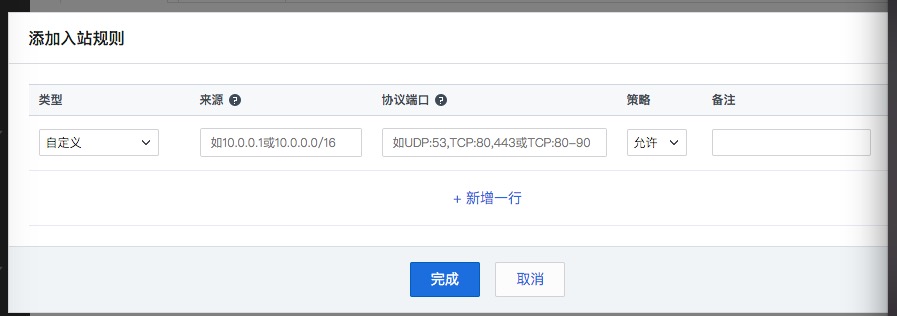 添加入站规则
类型 来源 ? 协议端口 ? 策略 备注
自定义 如10.0.0.1或10.0.0.0/16 如UDP:53,TCP:80,443或TCP:80-90 允许
+ 新增一行
完成 取消